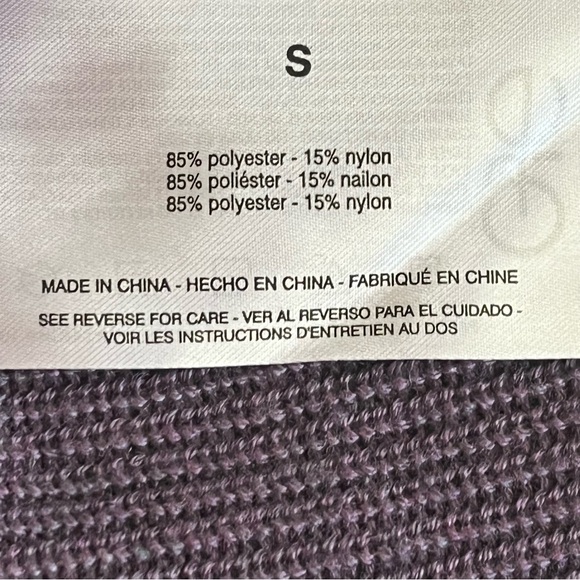 S
85% polyester - 15% nylon
85% poliéster - 15% nailon
85% polyester - 15% nylon
MADE IN CHINA - HECHO EN CHINA - FABRIQUÉ EN CHINE
SEE REVERSE FOR CARE - VER AL REVERSO PARA EL CUIDADO -
VOIR LES INSTRUCTIONS D'ENTRETIEN AU DOS